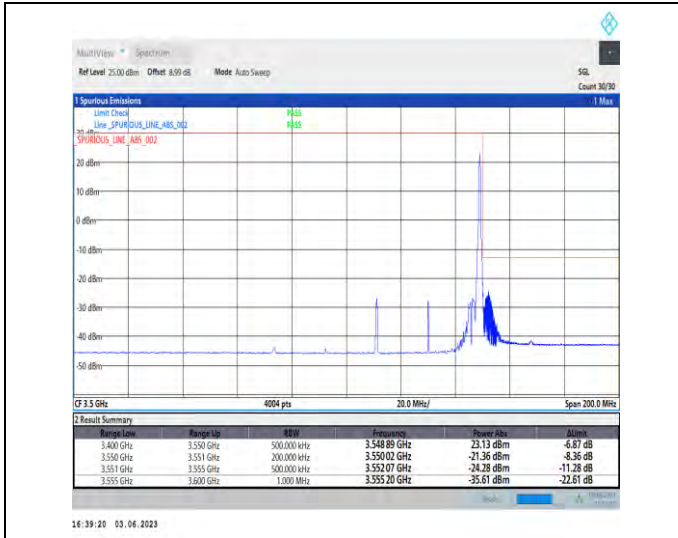 MultiView Spectrum
Ref Level 25.00 dBm Offset 8.99 dB Mode Auto Sweep SGL
Count 30/30
1 Spurious Emissions 1 Max
Limit Check PASS
Line _SPURIOUS_LINE_ABS_002 PASS
30 dBm
_SPURIOUS_LINE_ABS_002
20 dBm
10 dBm
0 dBm
-10 dBm
-20 dBm
-30 dBm
-40 dBm
-50 dBm
CF 3.5 GHz 4004 pts 20.0 MHz/ Span 200.0 MHz
2 Result Summary
Range Low Range Up RBW Frequency Power Abs ΔLimit
3.400 GHz 3.550 GHz 500.000 kHz 3.548 89 GHz 23.13 dBm -6.87 dB
3.550 GHz 3.551 GHz 200.000 kHz 3.550 02 GHz -21.36 dBm -8.36 dB
3.551 GHz 3.555 GHz 500.000 kHz 3.552 07 GHz -24.28 dBm -11.28 dB
3.555 GHz 3.600 GHz 1.000 MHz 3.555 20 GHz -35.61 dBm -22.61 dB
16:39:20 03.06.2023